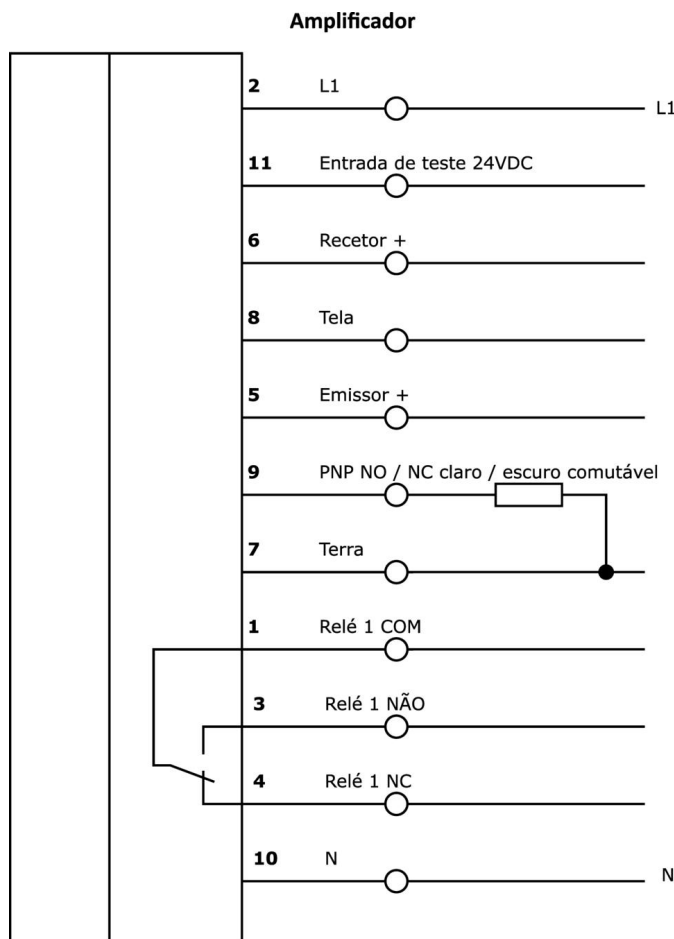 Amplificador
2 L1
L1
11 Entrada de teste 24VDC
6 Recetor +
8 Tela
5 Emissor +
9 PNP NO / NC claro / escuro comutável
7 Terra
1 Relé 1 COM
3 Relé 1 NÃO
4 Relé 1 NC
10 N
N